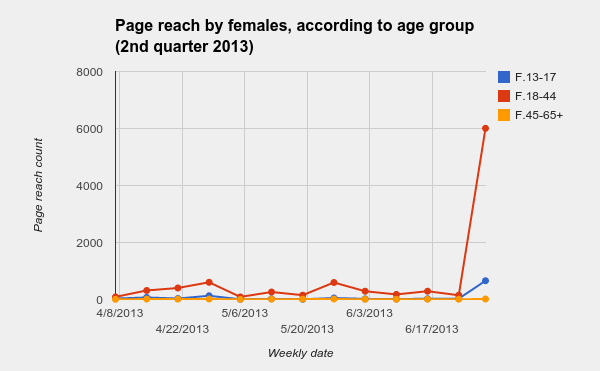 Page reach by females, according to age group
(2nd quarter 2013)
8000
6000
4000
2000
0
Page reach count
F.13-17
F.18-44
F.45-65+
4/8/2013
5/6/2013
6/3/2013
4/22/2013
5/20/2013
6/17/2013
Weekly date